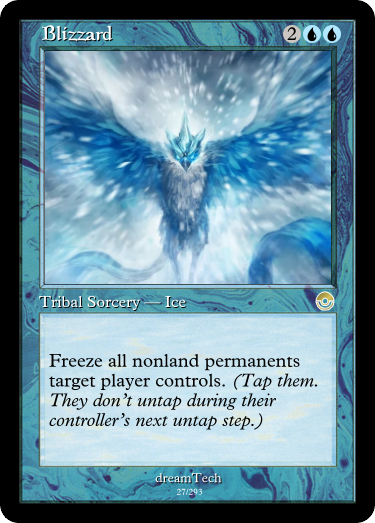 Blizzard 2
Tribal Sorcery — Ice
Freeze all nonland permanents
target player controls. (Tap them.
They don't untap during their
controller's next untap step.)
dreamTech
27/293